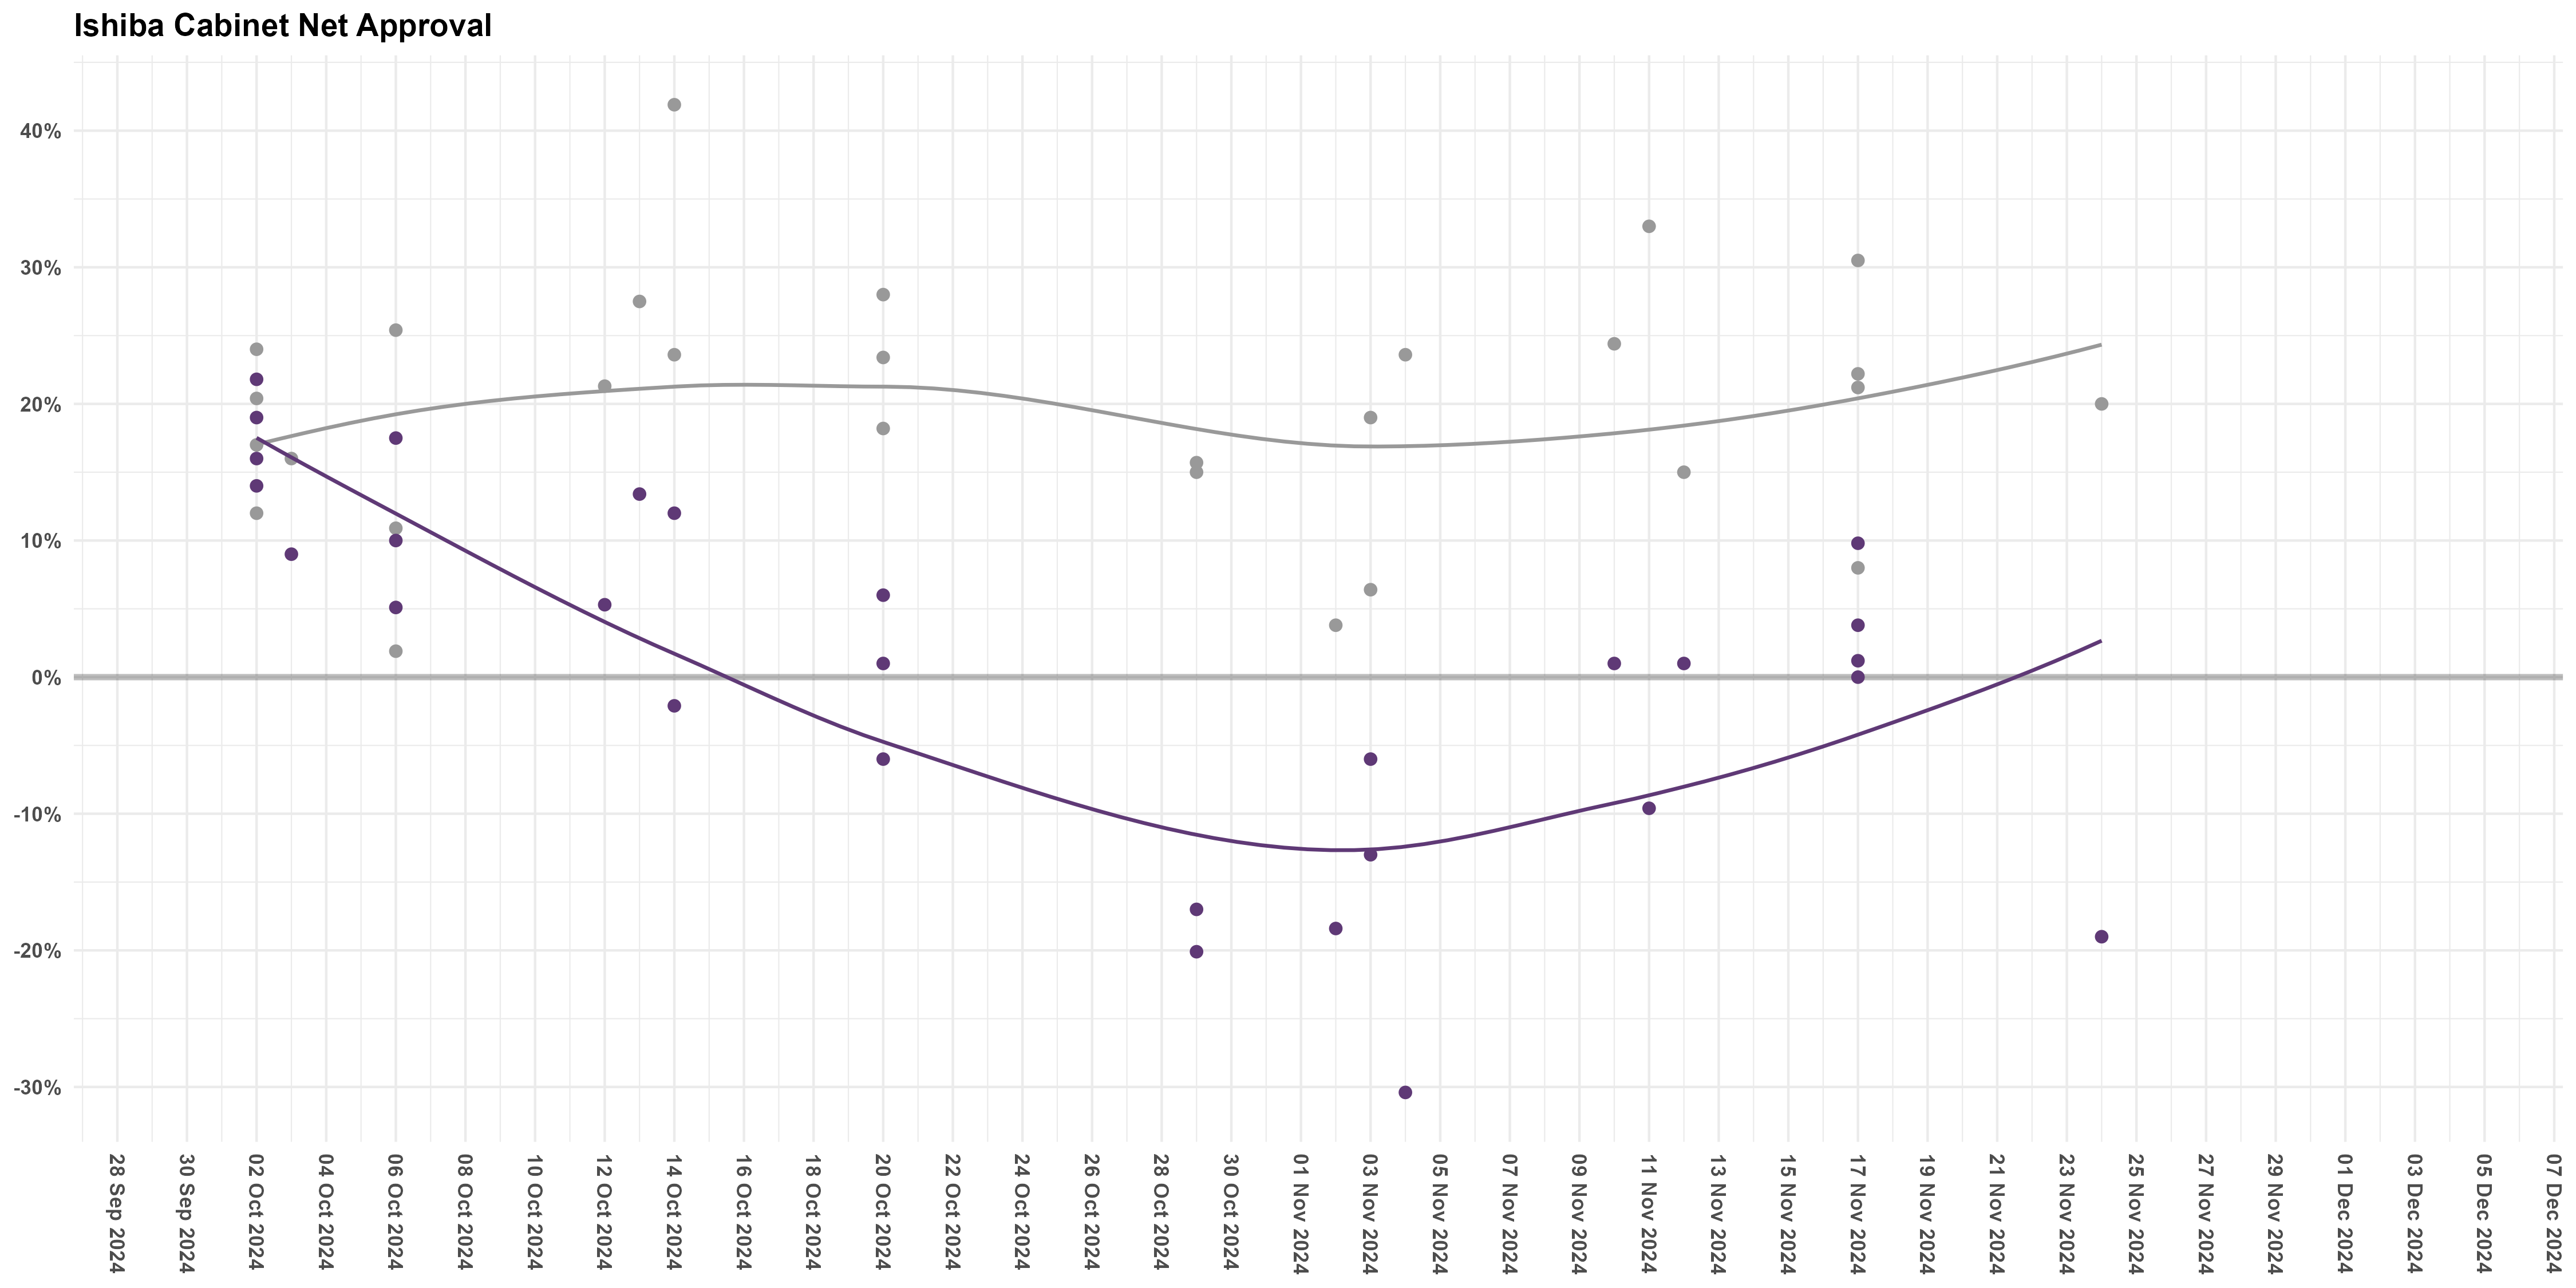 Ishiba Cabinet Net Approval
40%
30%
20%
10%
0%
-10%
-20%
-30%
28 Sep 2024
30 Sep 2024
02 Oct 2024
04 Oct 2024
06 Oct 2024
08 Oct 2024
10 Oct 2024
12 Oct 2024
14 Oct 2024
16 Oct 2024
18 Oct 2024
20 Oct 2024
22 Oct 2024
24 Oct 2024
26 Oct 2024
28 Oct 2024
30 Oct 2024
01 Nov 2024
03 Nov 2024
05 Nov 2024
07 Nov 2024
09 Nov 2024
11 Nov 2024
13 Nov 2024
15 Nov 2024
17 Nov 2024
19 Nov 2024
21 Nov 2024
23 Nov 2024
25 Nov 2024
27 Nov 2024
29 Nov 2024
01 Dec 2024
03 Dec 2024
05 Dec 2024
07 Dec 2024